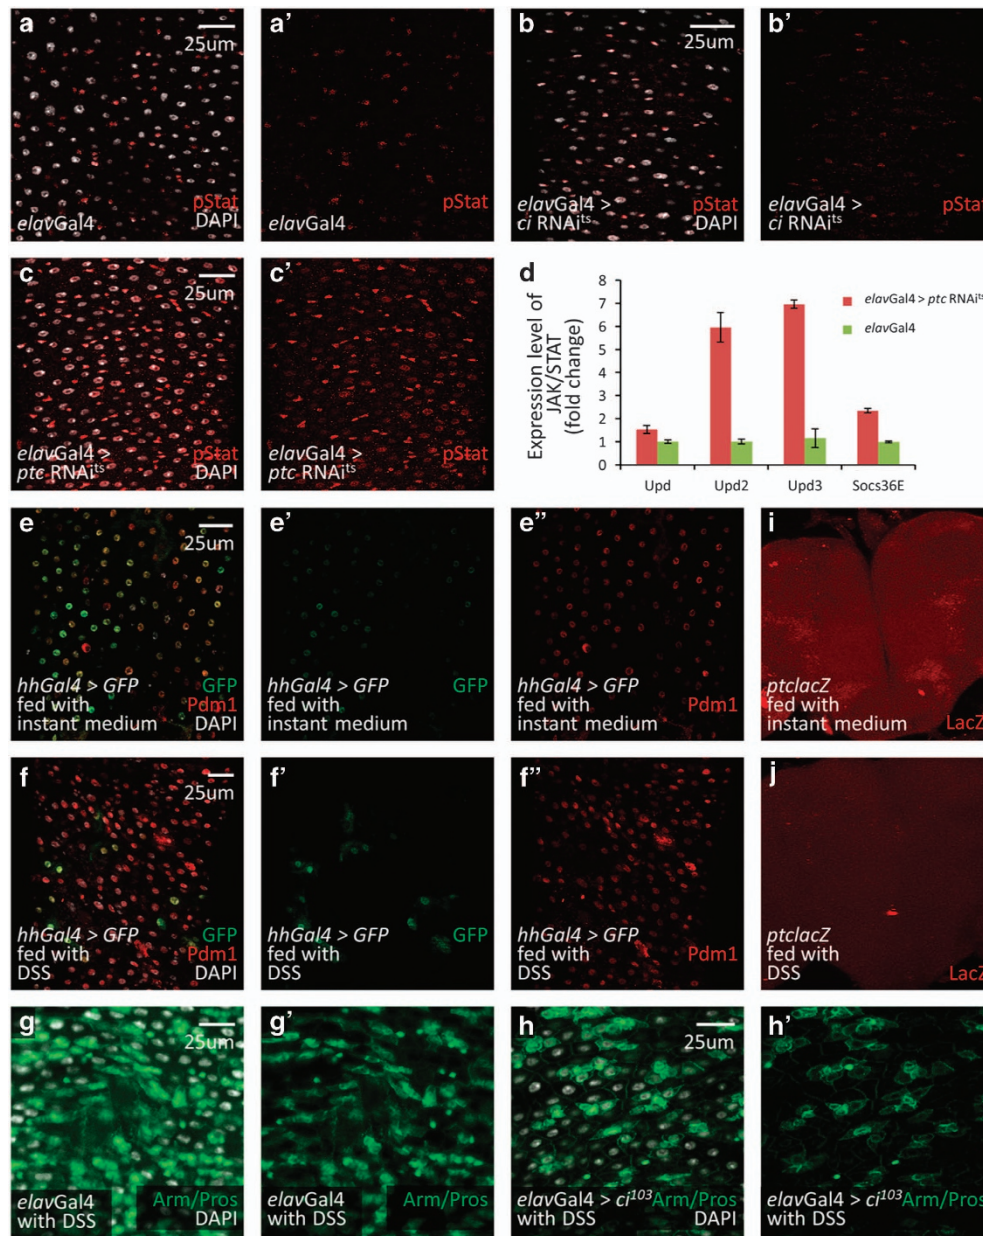 a
25um
pStat
DAPI
elavGal4
a'
pStat
elavGal4
b
25um
elavGal4 >
ci RNAiᵗˢ
pStat
DAPI
b'
elavGal4 >
ci RNAiᵗˢ
pStat
c
25um
elavGal4 >
ptc RNAiᵗˢ
pStat
DAPI
c'
elavGal4 >
ptc RNAiᵗˢ
pStat
d
Expression level of
JAK/STAT
(fold change)
8
7
6
5
4
3
2
1
0
Upd
Upd2
Upd3
Socs36E
elavGal4 > ptc RNAiᵗˢ
elavGal4
e
25um
hhGal4 > GFP
fed with
instant medium
GFP
Pdm1
DAPI
e'
hhGal4 > GFP
fed with
instant medium
GFP
e''
hhGal4 > GFP
fed with
instant medium
Pdm1
i
ptclacZ
fed with
instant medium
LacZ
f
25um
hhGal4 > GFP
fed with
DSS
GFP
Pdm1
DAPI
f'
hhGal4 > GFP
fed with
DSS
GFP
f''
hhGal4 > GFP
fed with
DSS
Pdm1
j
ptclacZ
fed with
DSS
LacZ
g
25um
elavGal4
with DSS
Arm/Pros
DAPI
g'
elavGal4
with DSS
Arm/Pros
h
25um
elavGal4 > ci¹⁰³Arm/Pros
with DSS
DAPI
h'
elavGal4 > ci¹⁰³Arm/Pros
with DSS